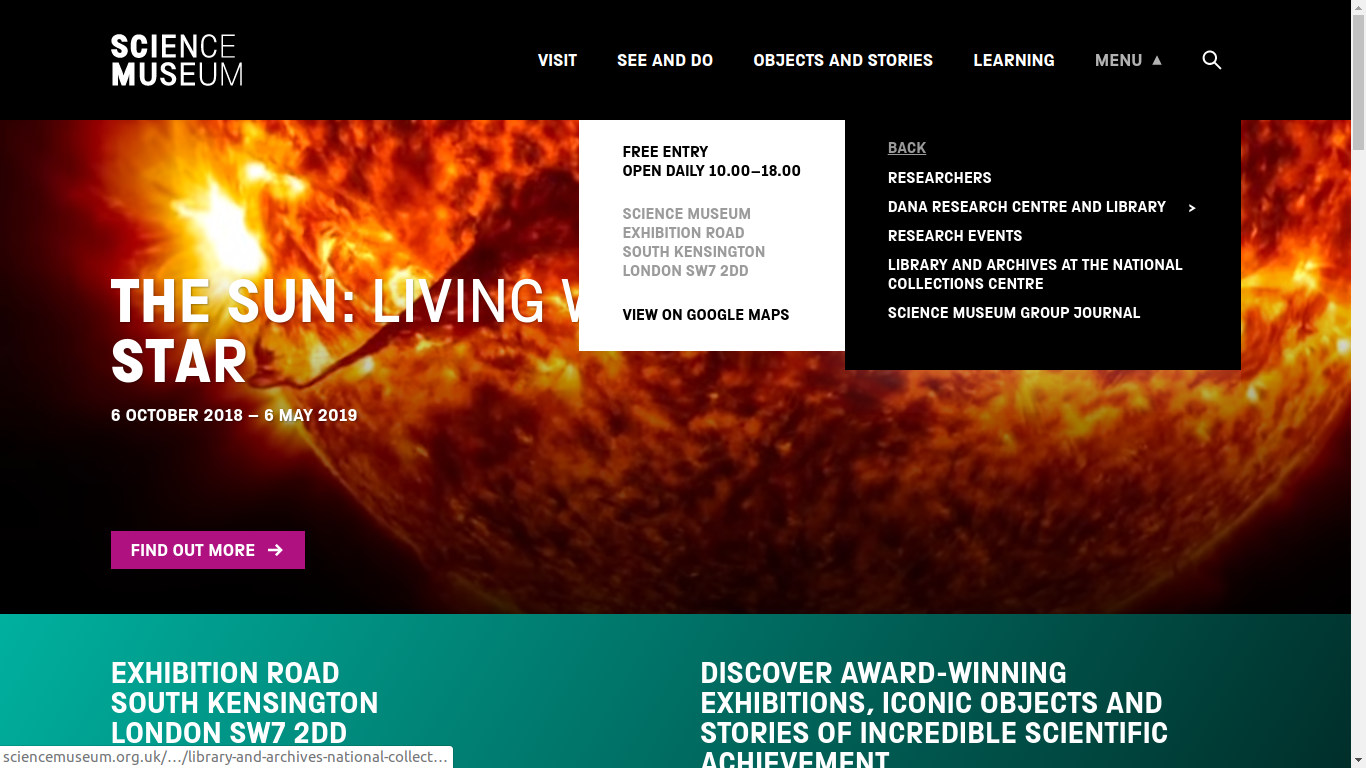 SCIENCE
MUSEUM
VISIT
SEE AND DO
OBJECTS AND STORIES
LEARNING
MENU ▲
FREE ENTRY
OPEN DAILY 10.00–18.00
SCIENCE MUSEUM
EXHIBITION ROAD
SOUTH KENSINGTON
LONDON SW7 2DD
VIEW ON GOOGLE MAPS
BACK
RESEARCHERS
DANA RESEARCH CENTRE AND LIBRARY >
RESEARCH EVENTS
LIBRARY AND ARCHIVES AT THE NATIONAL
COLLECTIONS CENTRE
SCIENCE MUSEUM GROUP JOURNAL
THE SUN: LIVING
STAR
6 OCTOBER 2018 – 6 MAY 2019
FIND OUT MORE →
EXHIBITION ROAD
SOUTH KENSINGTON
LONDON SW7 2DD
DISCOVER AWARD-WINNING
EXHIBITIONS, ICONIC OBJECTS AND
STORIES OF INCREDIBLE SCIENTIFIC
ACHIEVEMENT
sciencemuseum.org.uk/…/library-and-archives-national-collect…